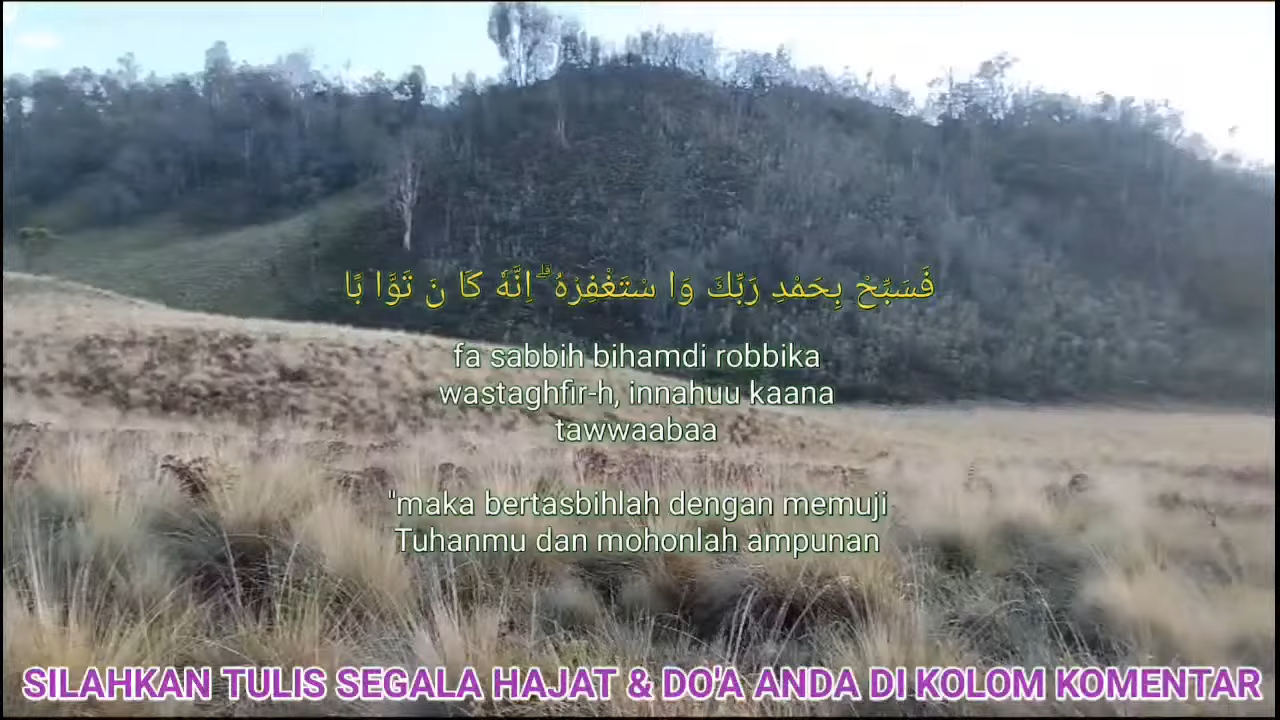 فَسَبِّحْ بِحَمْدِ رَبِّكَ وَا سْتَغْفِرْهُ ۗ اِنَّهٗ كَا نَ تَوَّا بًا
fa sabbih bihamdi robbika
wastaghfir-h, innahuu kaana
tawwaabaa
"maka bertasbihlah dengan memuji
Tuhanmu dan mohonlah ampunan
SILAHKAN TULIS SEGALA HAJAT & DO'A ANDA DI KOLOM KOMENTAR